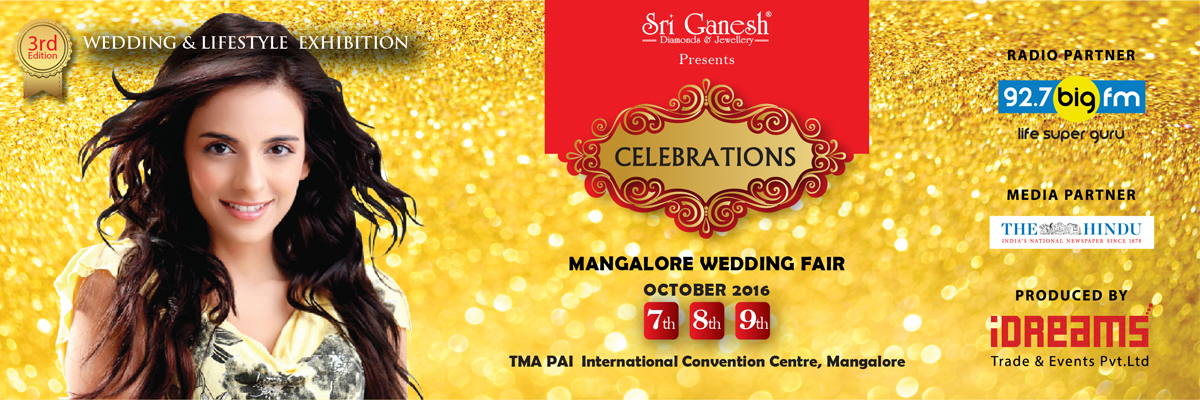 3rd
Edition
WEDDING & LIFESTYLE EXHIBITION
Sri Ganesh®
Diamonds & Jewellery
Presents
CELEBRATIONS
MANGALORE WEDDING FAIR
OCTOBER 2016
7th 8th 9th
TMA PAI International Convention Centre, Mangalore
RADIO PARTNER
92.7 big fm
life super guru
MEDIA PARTNER
THE HINDU
INDIA'S NATIONAL NEWSPAPER SINCE 1878
PRODUCED BY
iDREAMS
Trade & Events Pvt.Ltd